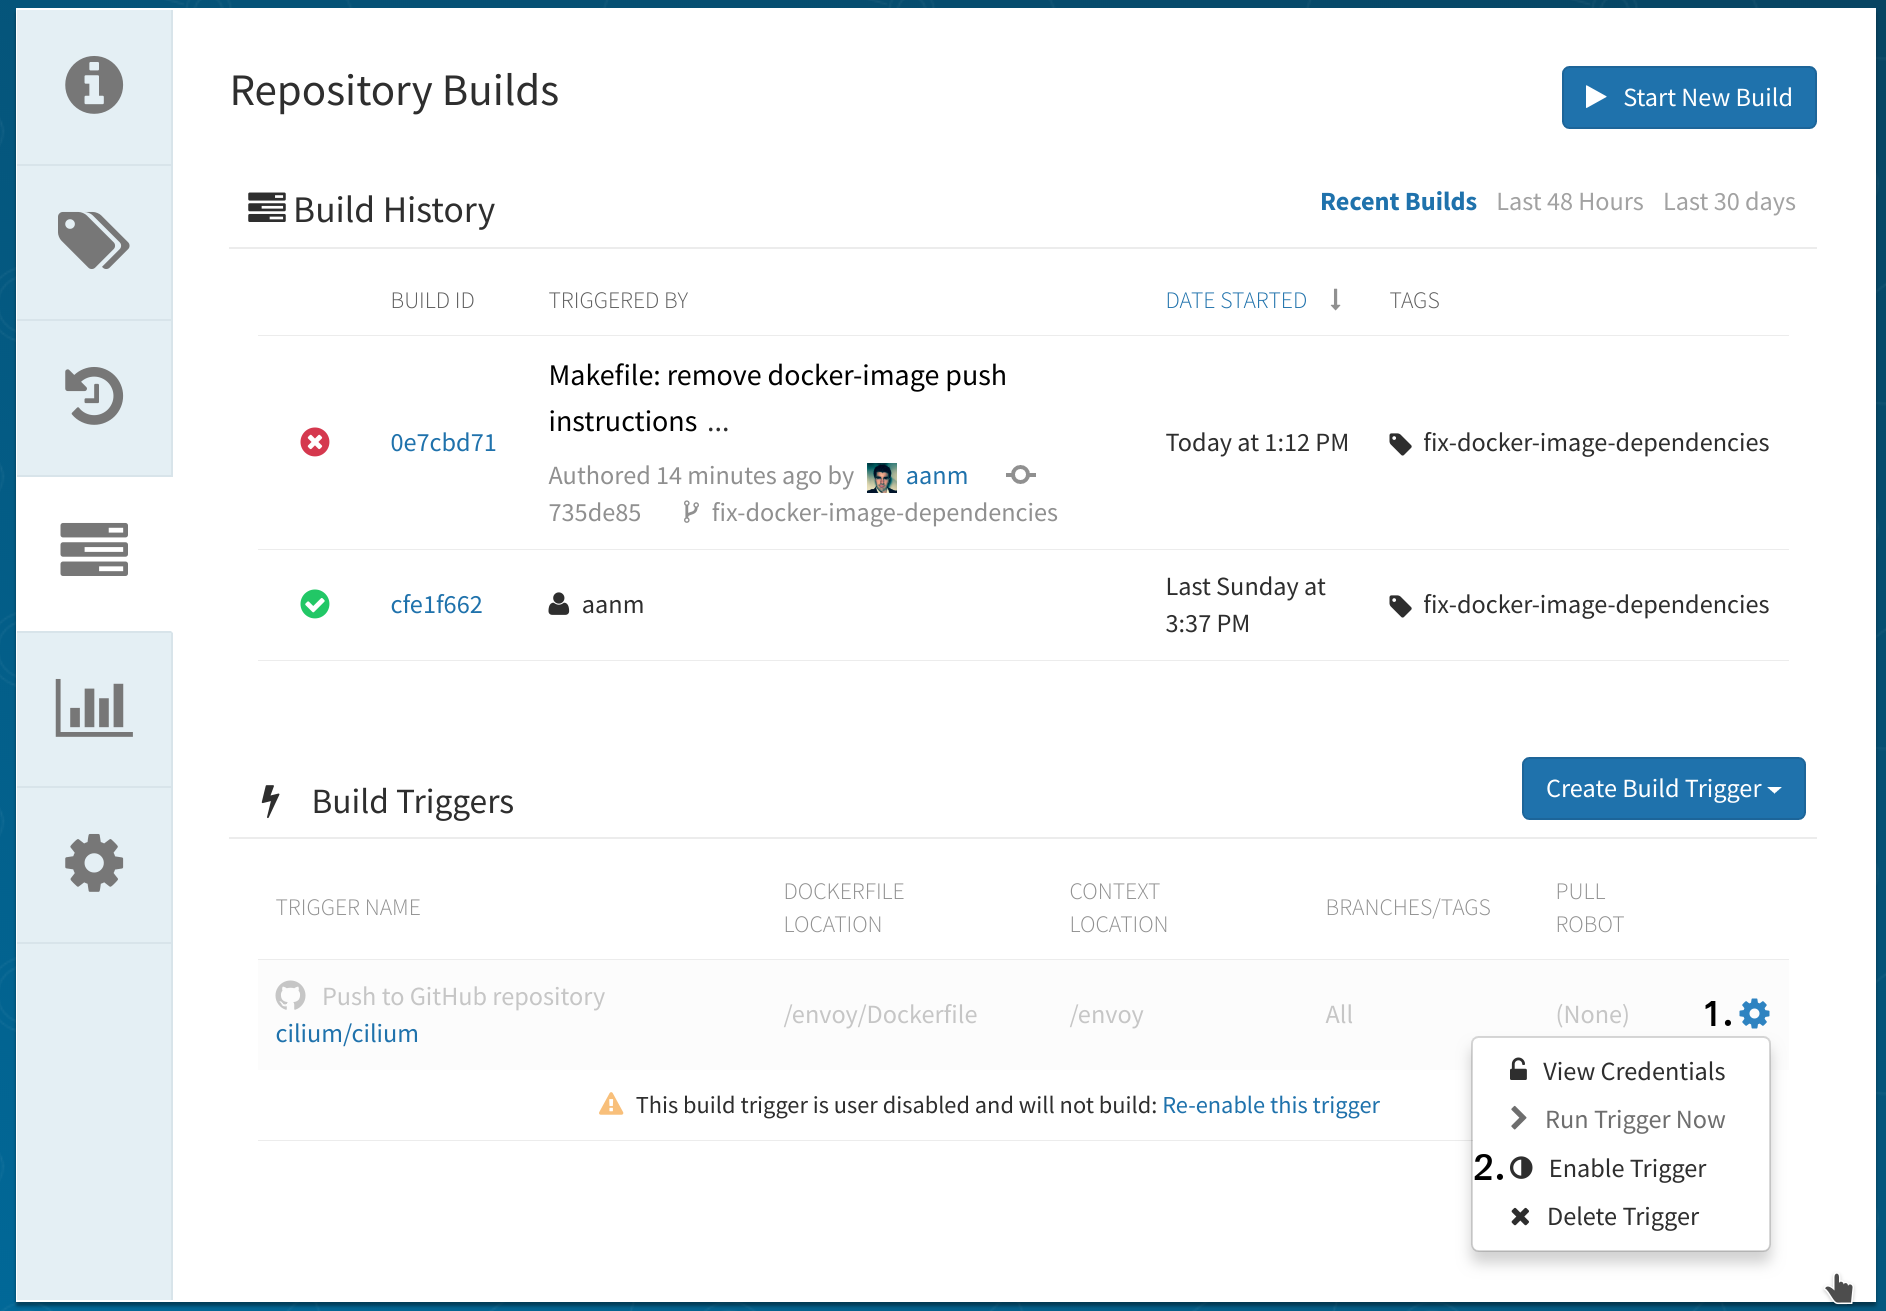 Repository Builds
Start New Build
Build History
Recent Builds Last 48 Hours Last 30 days
BUILD ID TRIGGERED BY DATE STARTED TAGS
Makefile: remove docker-image push
instructions ...
0e7cbd71
Authored 14 minutes ago by aanm
735de85 fix-docker-image-dependencies
Today at 1:12 PM
fix-docker-image-dependencies
cfe1f662
aanm
Last Sunday at
3:37 PM
fix-docker-image-dependencies
Build Triggers
Create Build Trigger
TRIGGER NAME
DOCKERFILE
LOCATION
CONTEXT
LOCATION
BRANCHES/TAGS
PULL
ROBOT
Push to GitHub repository
cilium/cilium
/envoy/Dockerfile
/envoy
All
(None)
1.
This build trigger is user disabled and will not build: Re-enable this trigger
View Credentials
Run Trigger Now
2. Enable Trigger
Delete Trigger